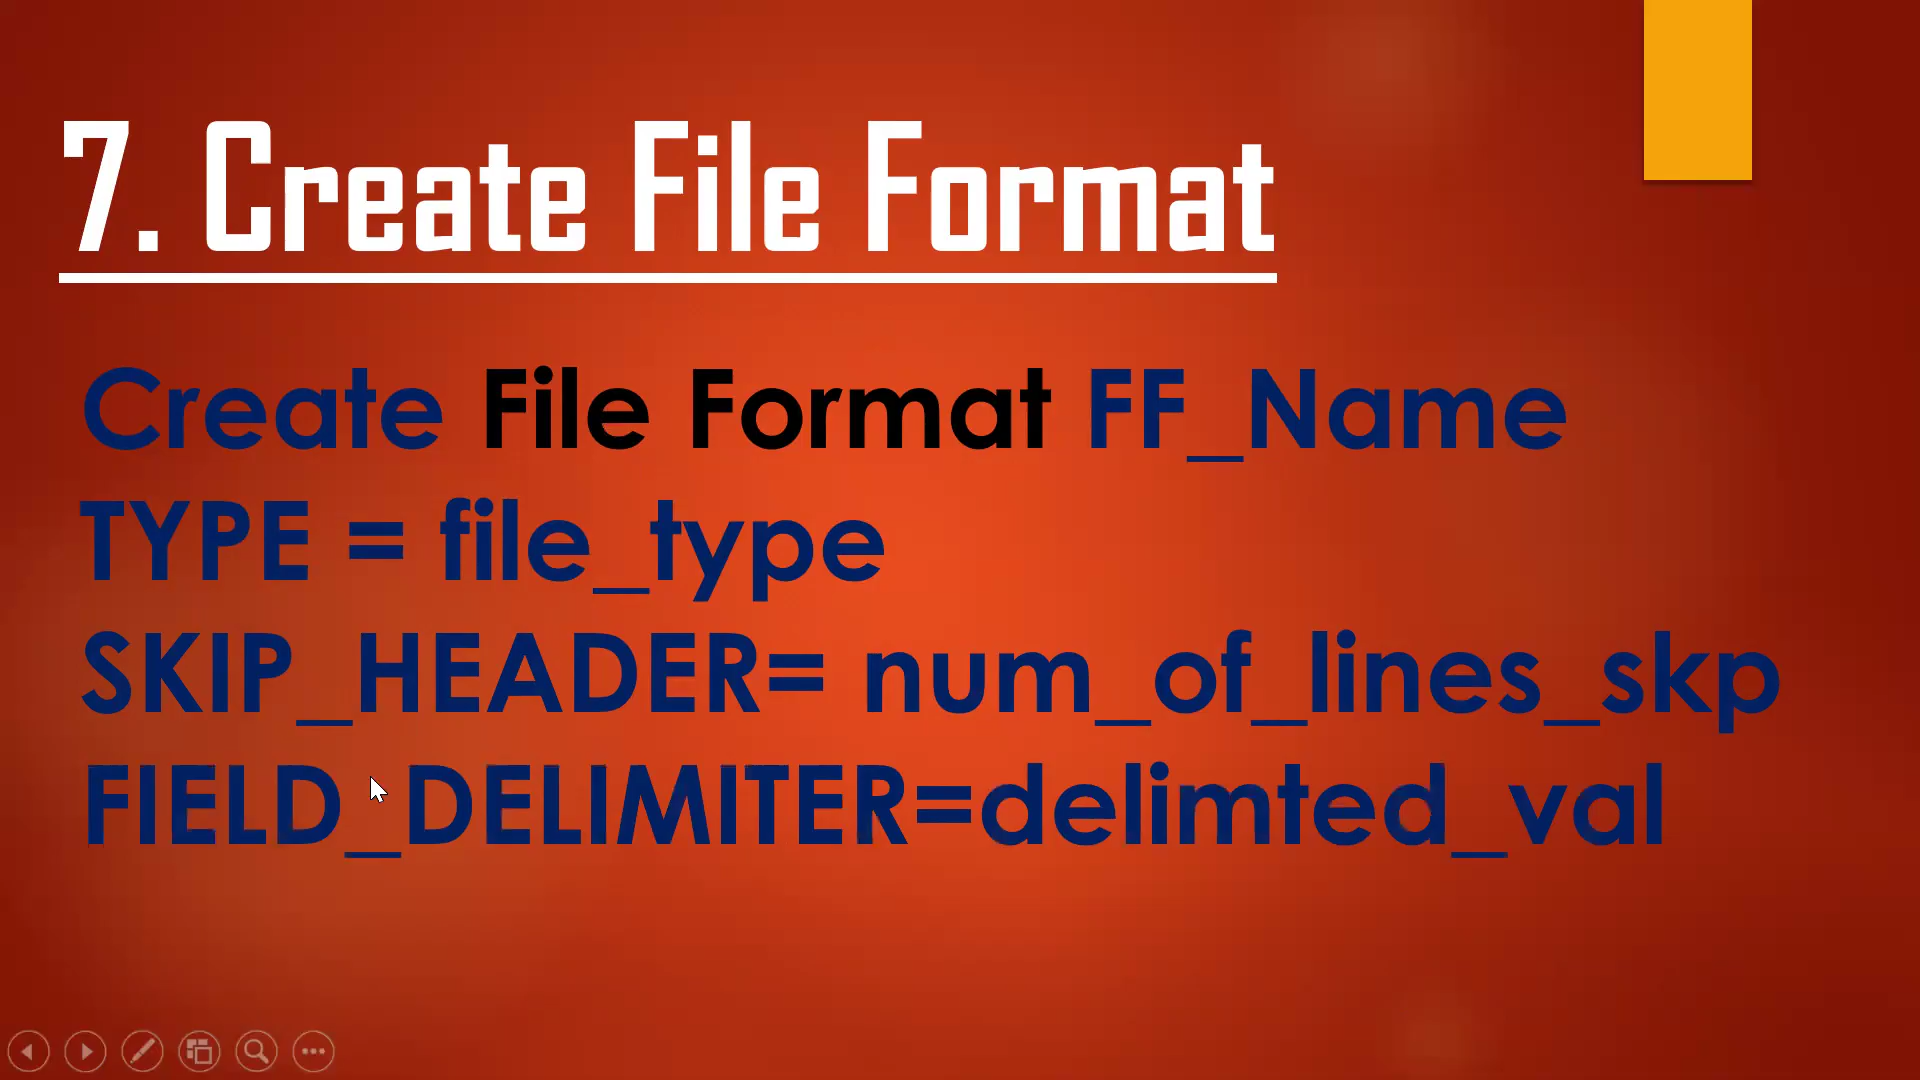 7. Create File Format
Create File Format FF_Name
TYPE = file_type
SKIP_HEADER= num_of_lines_skp
FIELD_DELIMITER=delimted_val